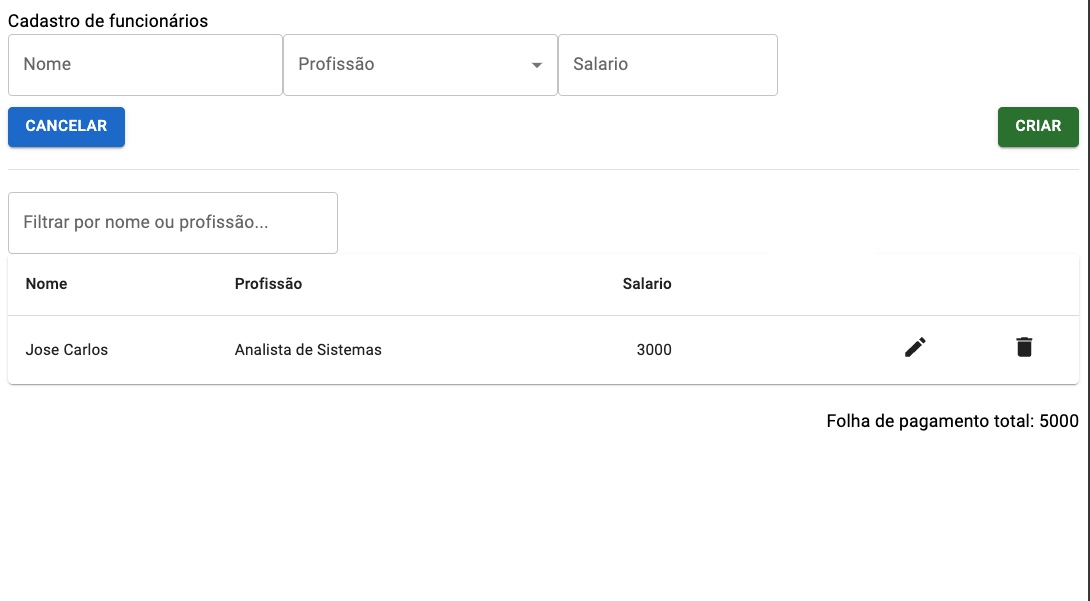 Cadastro de funcionários
Nome Profissão Salario
CANCELAR CRIAR
Filtrar por nome ou profissão...
Nome Profissão Salario
Jose Carlos Analista de Sistemas 3000
Folha de pagamento total: 5000